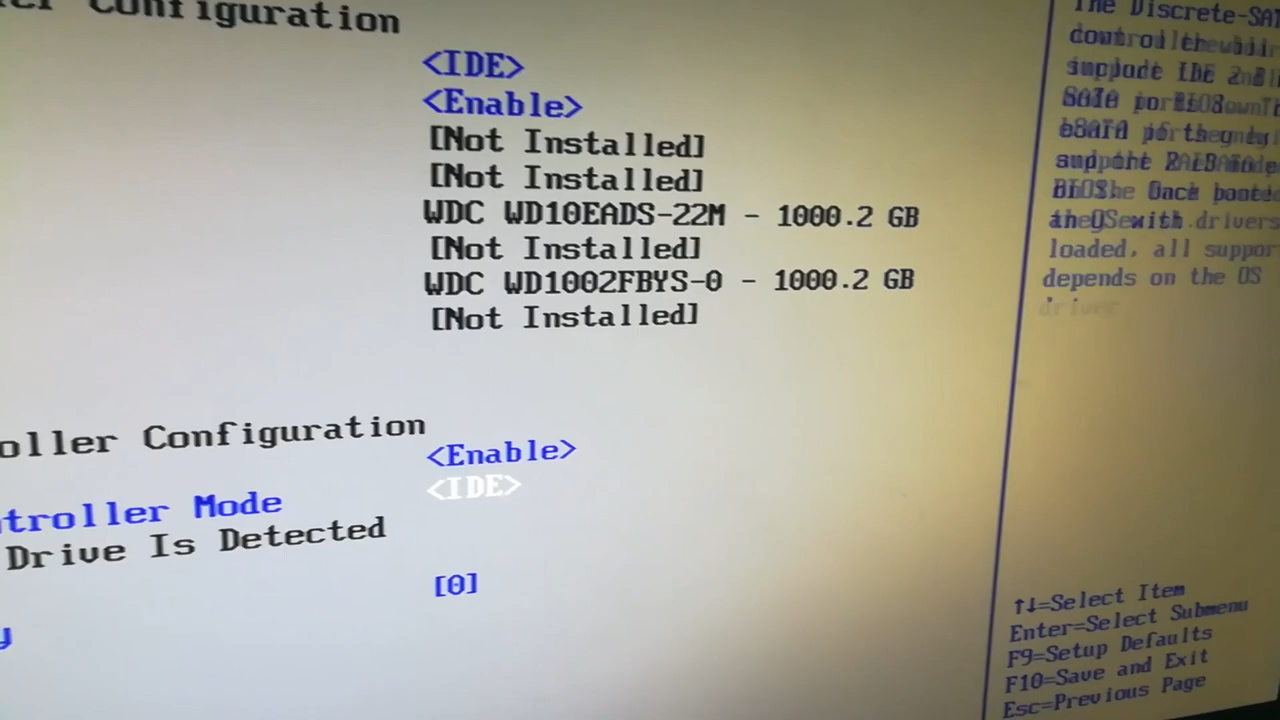 Configuration
<IDE>
<Enable>
[Not Installed]
[Not Installed]
WDC WD10EADS-22M - 1000.2 GB
[Not Installed]
WDC WD1002FBYS-0 - 1000.2 GB
[Not Installed]
oller Configuration
<Enable>
ntroller Mode
<IDE>
Drive Is Detected
[0]
y
The Discrete-SA
loaded, all suppor
depends on the OS
driver
↑↓=Select Item
Enter=Select Submenu
F9=Setup Defaults
F10=Save and Exit
Esc=Previous Page